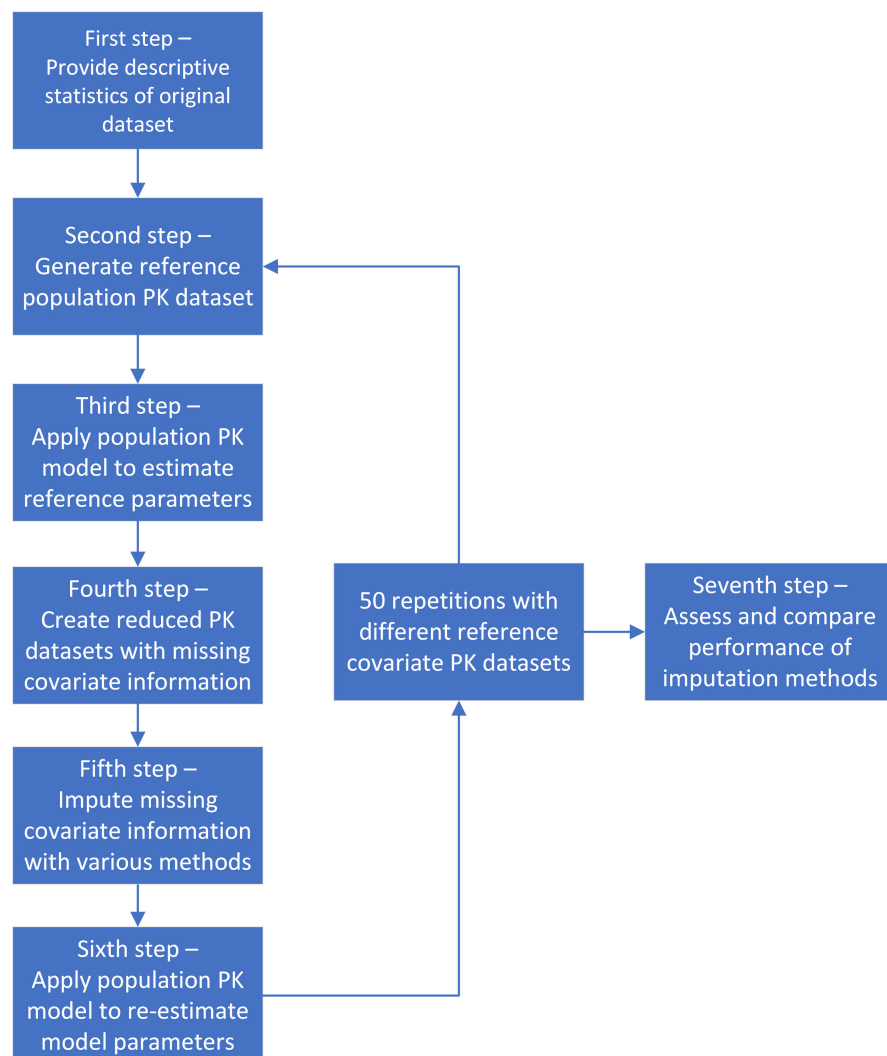 First step –
Provide descriptive
statistics of original
dataset
Second step –
Generate reference
population PK dataset
Third step –
Apply population PK
model to estimate
reference parameters
Fourth step –
Create reduced PK
datasets with missing
covariate information
Fifth step –
Impute missing
covariate information
with various methods
Sixth step –
Apply population PK
model to re-estimate
model parameters
50 repetitions with
different reference
covariate PK datasets
Seventh step –
Assess and compare
performance of
imputation methods